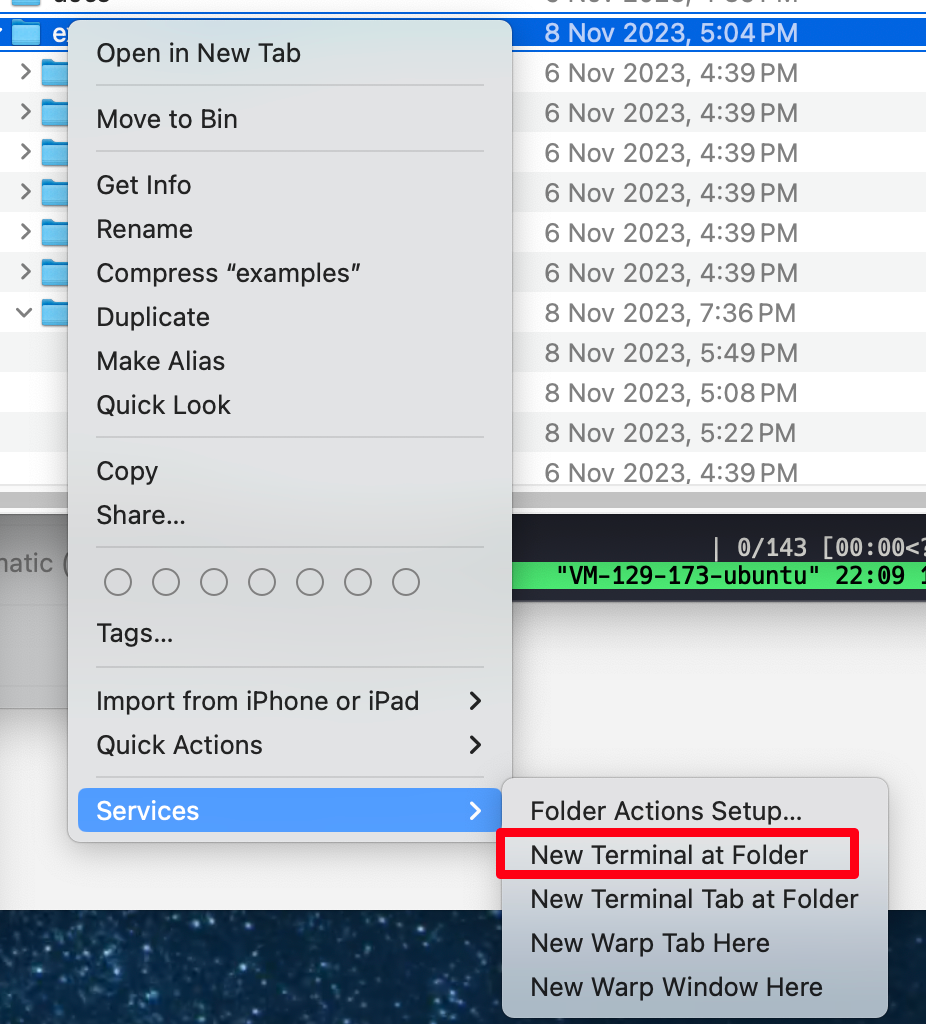 8 Nov 2023, 5:04 PM
Open in New Tab
6 Nov 2023, 4:39 PM
Move to Bin
6 Nov 2023, 4:39 PM
6 Nov 2023, 4:39 PM
Get Info
6 Nov 2023, 4:39 PM
Rename
6 Nov 2023, 4:39 PM
Compress “examples”
6 Nov 2023, 4:39 PM
Duplicate
8 Nov 2023, 7:36 PM
Make Alias
8 Nov 2023, 5:49 PM
Quick Look
8 Nov 2023, 5:08 PM
8 Nov 2023, 5:22 PM
Copy
6 Nov 2023, 4:39 PM
Share...
| 0/143 [00:00<?
"VM-129-173-ubuntu" 22:09
Tags...
Import from iPhone or iPad
Quick Actions
Services
Folder Actions Setup...
New Terminal at Folder
New Terminal Tab at Folder
New Warp Tab Here
New Warp Window Here